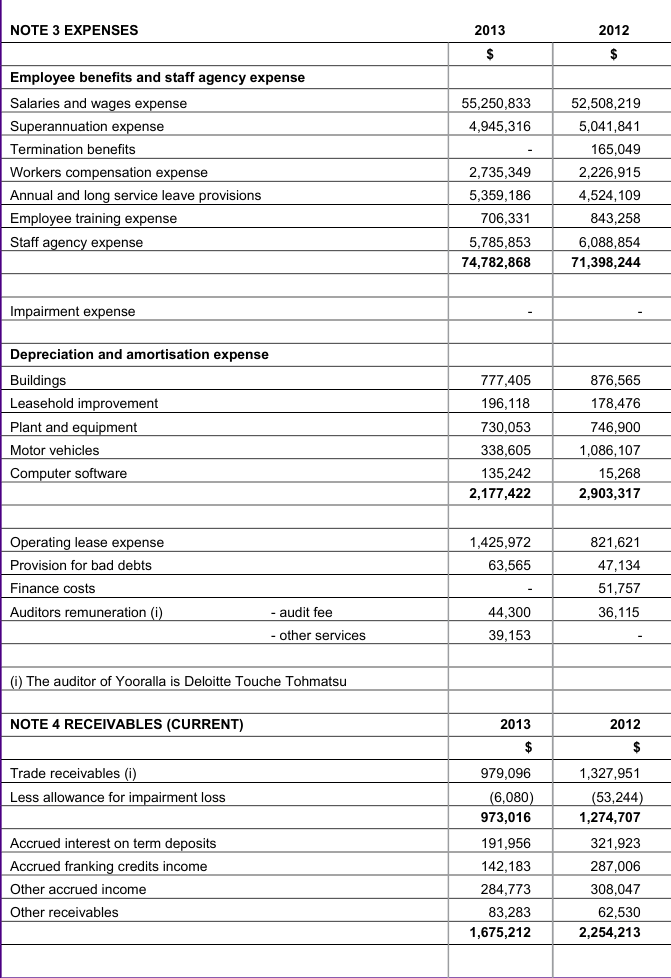 NOTE 3 EXPENSES 2013 2012
$ $
Employee benefits and staff agency expense
Salaries and wages expense 55,250,833 52,508,219
Superannuation expense 4,945,316 5,041,841
Termination benefits - 165,049
Workers compensation expense 2,735,349 2,226,915
Annual and long service leave provisions 5,359,186 4,524,109
Employee training expense 706,331 843,258
Staff agency expense 5,785,853 6,088,854
74,782,868 71,398,244
Impairment expense - -
Depreciation and amortisation expense
Buildings 777,405 876,565
Leasehold improvement 196,118 178,476
Plant and equipment 730,053 746,900
Motor vehicles 338,605 1,086,107
Computer software 135,242 15,268
2,177,422 2,903,317
Operating lease expense 1,425,972 821,621
Provision for bad debts 63,565 47,134
Finance costs - 51,757
Auditors remuneration (i) - audit fee 44,300 36,115
- other services 39,153 -
(i) The auditor of Yooralla is Deloitte Touche Tohmatsu
NOTE 4 RECEIVABLES (CURRENT) 2013 2012
$ $
Trade receivables (i) 979,096 1,327,951
Less allowance for impairment loss (6,080) (53,244)
973,016 1,274,707
Accrued interest on term deposits 191,956 321,923
Accrued franking credits income 142,183 287,006
Other accrued income 284,773 308,047
Other receivables 83,283 62,530
1,675,212 2,254,213